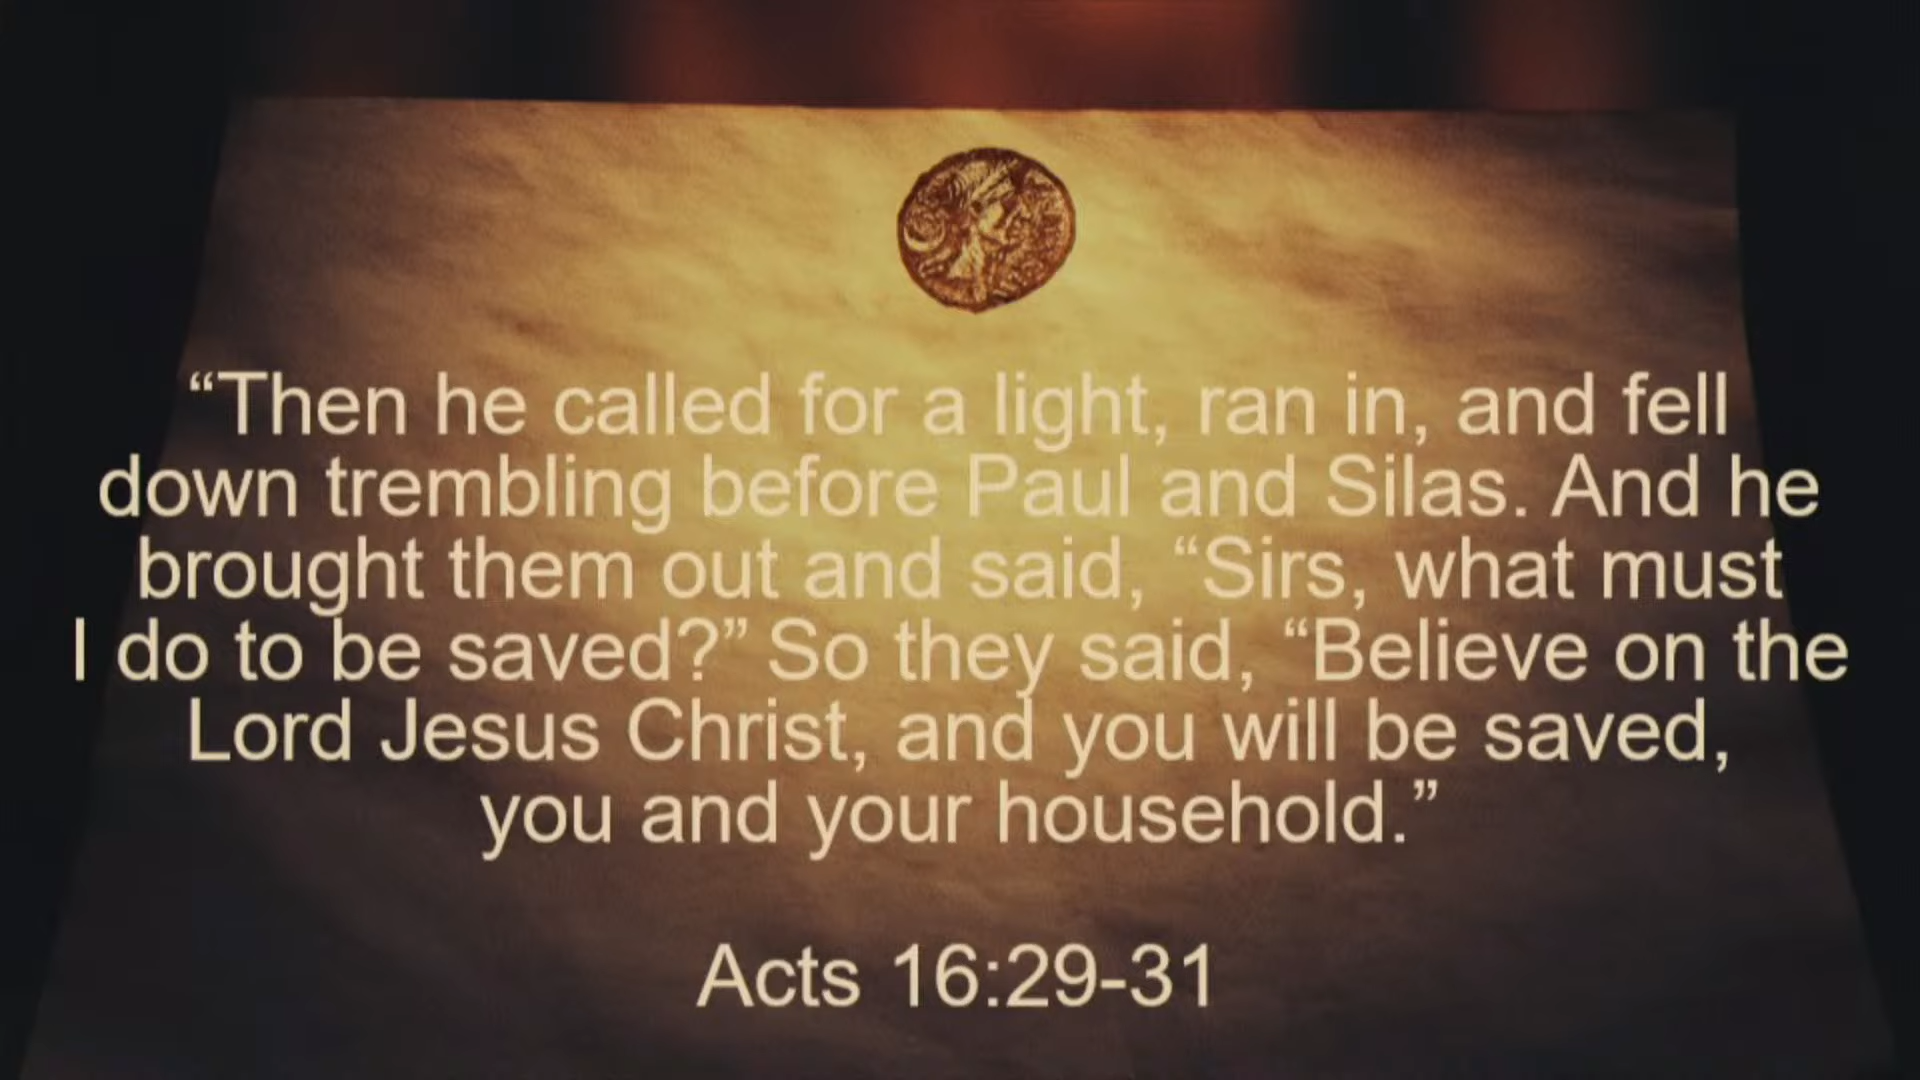 “Then he called for a light, ran in, and fell
down trembling before Paul and Silas. And he
brought them out and said, “Sirs, what must
I do to be saved?” So they said, “Believe on the
Lord Jesus Christ, and you will be saved,
you and your household.”
Acts 16:29-31